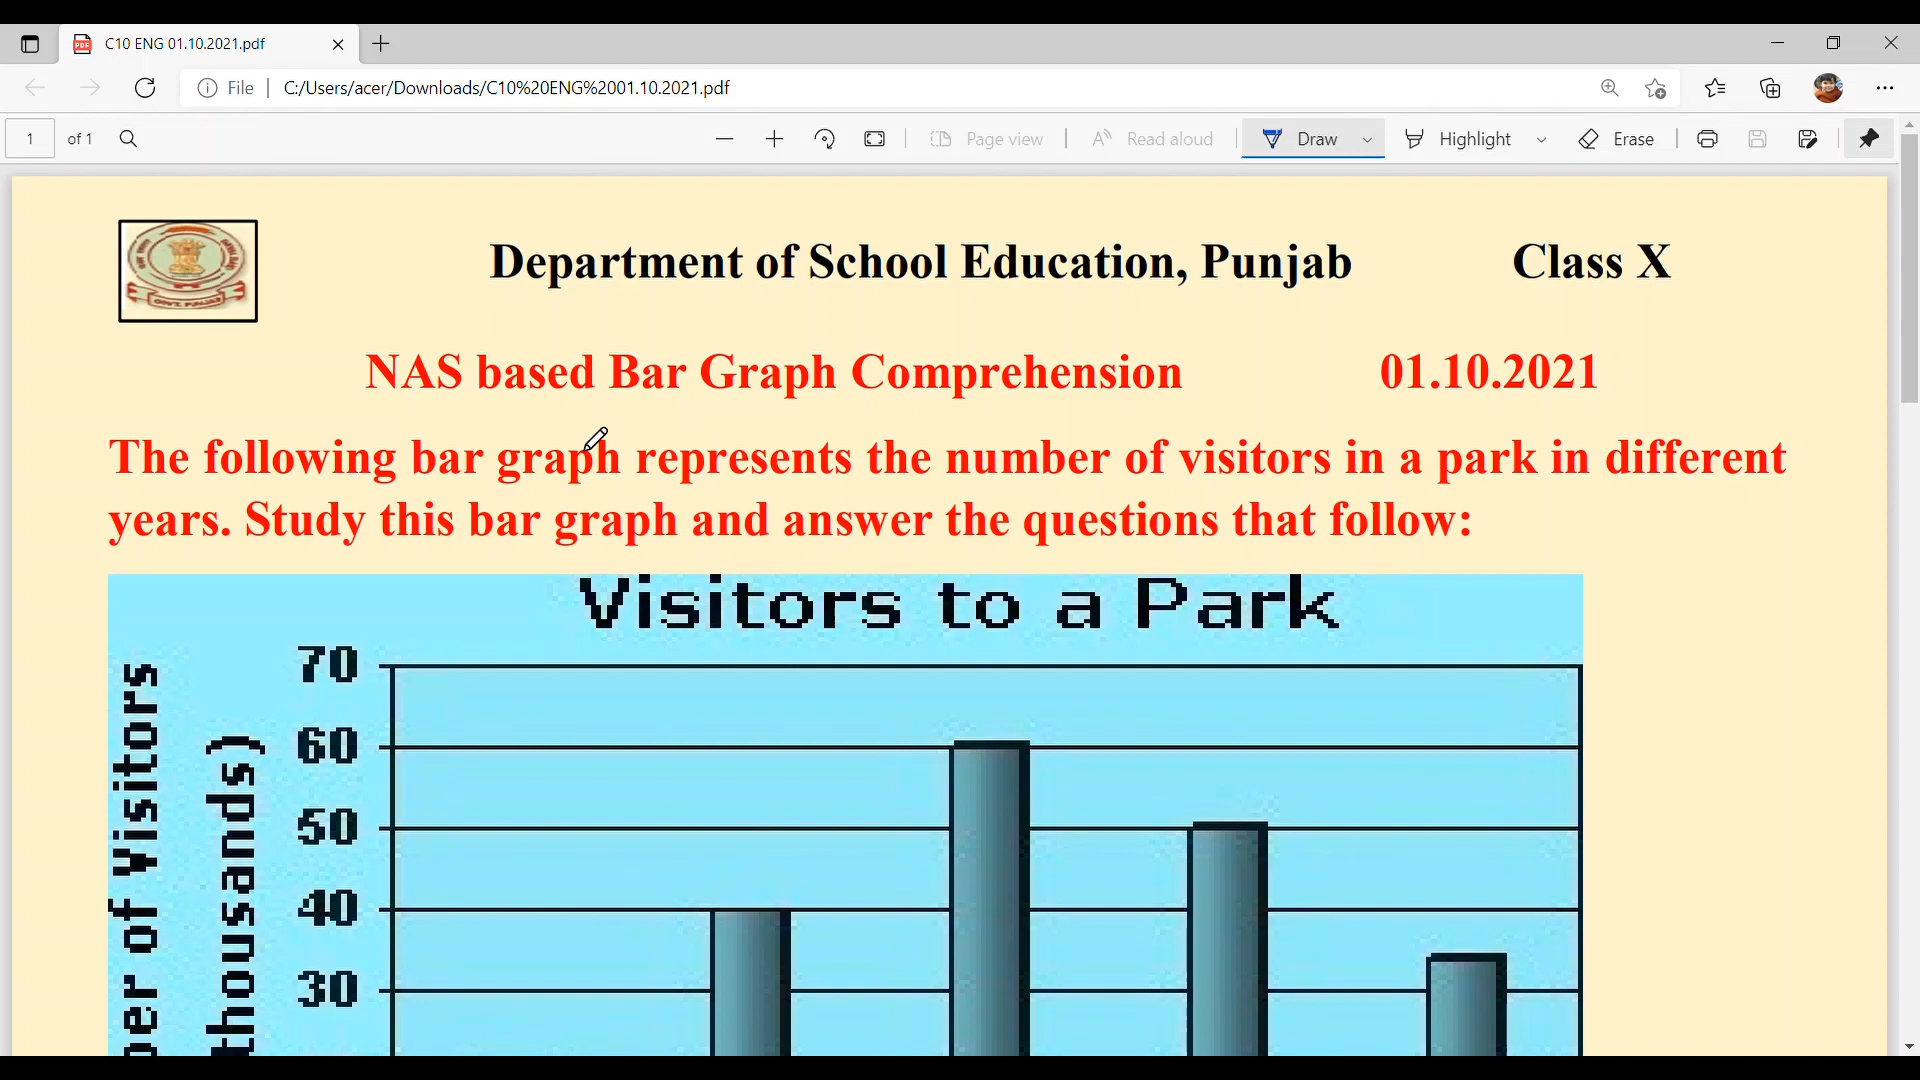 C10 ENG 01.10.2021.pdf
File
C:/Users/acer/Downloads/C10%20ENG%2001.10.2021.pdf
1 of 1
Page view
Read aloud
Draw
Highlight
Erase
Department of School Education, Punjab Class X
NAS based Bar Graph Comprehension 01.10.2021
The following bar graph represents the number of visitors in a park in different
years. Study this bar graph and answer the questions that follow:
Visitors to a Park
of Visitors
thousands)
70
60
50
40
30